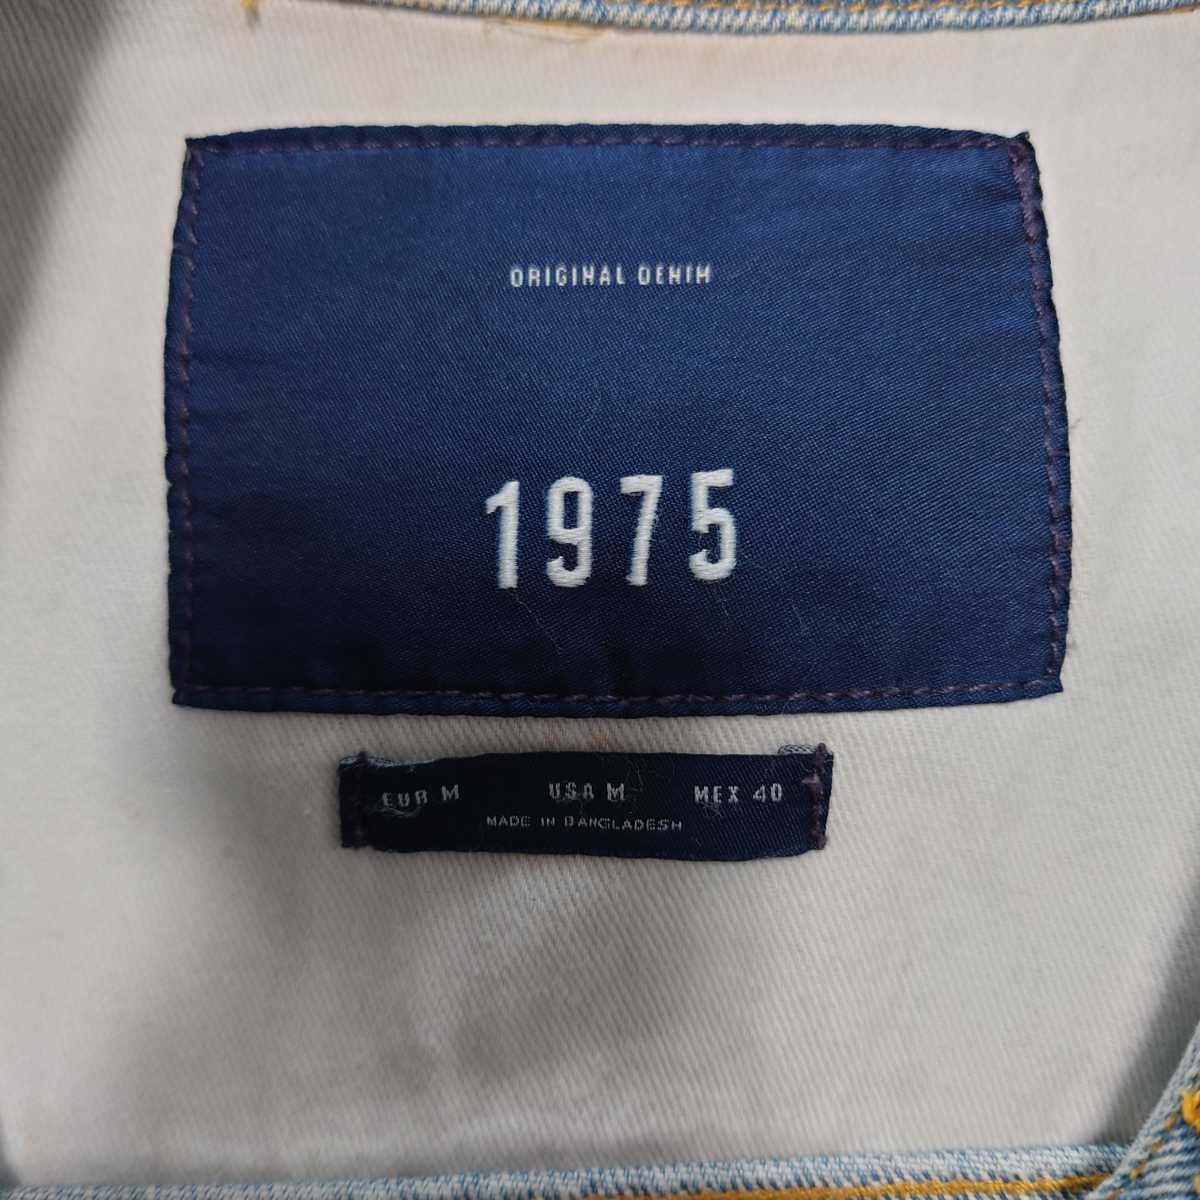 ORIGINAL DENIM
1975
EUR M USA M MEX 40
MADE IN BANGLADESH